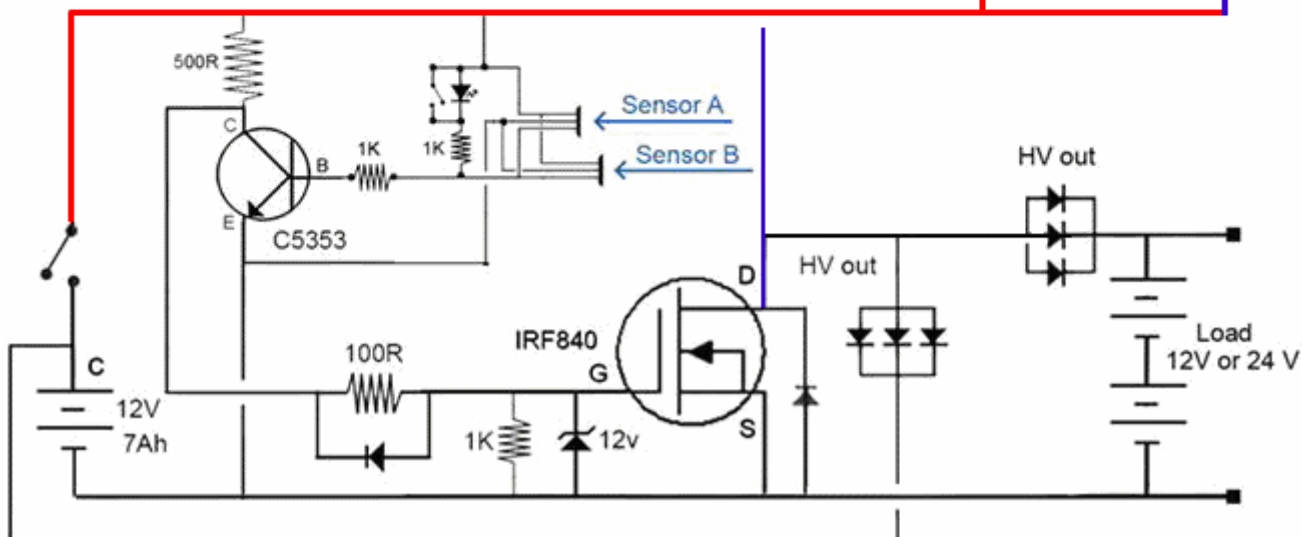 500R
Sensor A
C
1K
B
1K
Sensor B
HV out
E
C5353
HV out
D
IRF840
Load
12V or 24 V
100R
G
C
12V
7Ah
1K
12v
S